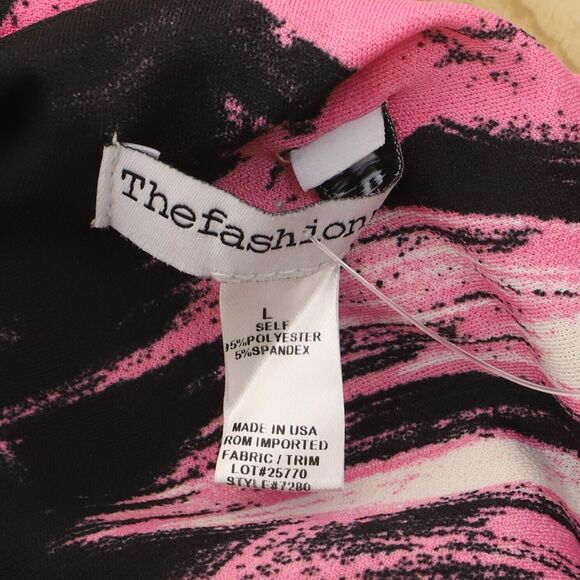 Thefashion
L
SELF
95%POLYESTER
5%SPANDEX
MADE IN USA
ROM IMPORTED
FABRIC / TRIM
LOT#25770
STYLE#7280